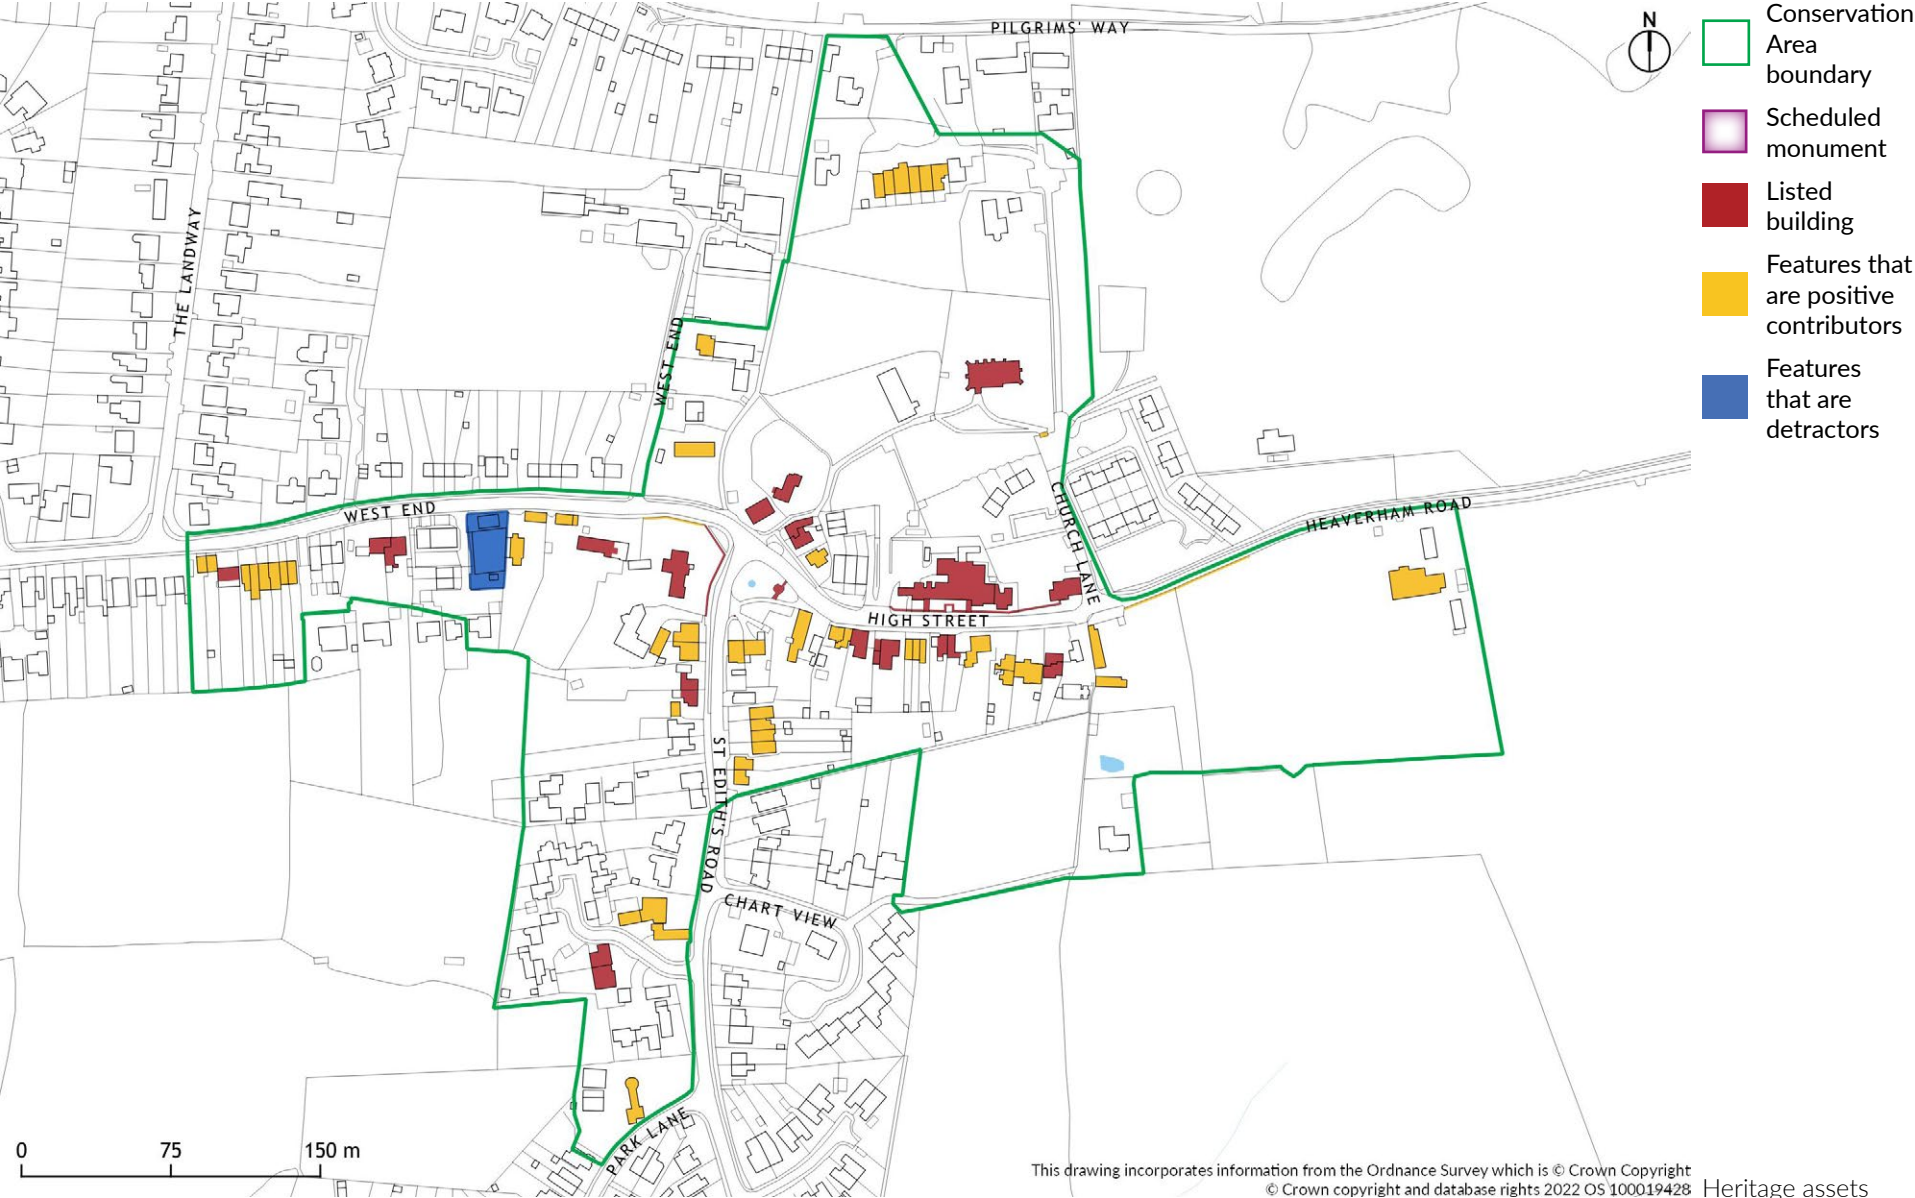 PILGRIMS' WAY
N
THE LANDWAY
WEST END
WEST END
CHURCH LANE
HEAVERHAM ROAD
HIGH STREET
ST EDITH'S ROAD
CHART VIEW
PARK LANE
0 75 150 m
This drawing incorporates information from the Ordnance Survey which is © Crown Copyright
© Crown copyright and database rights 2022 OS 100019428
Conservation
Area
boundary
Scheduled
monument
Listed
building
Features that
are positive
contributors
Features
that are
detractors
Heritage assets